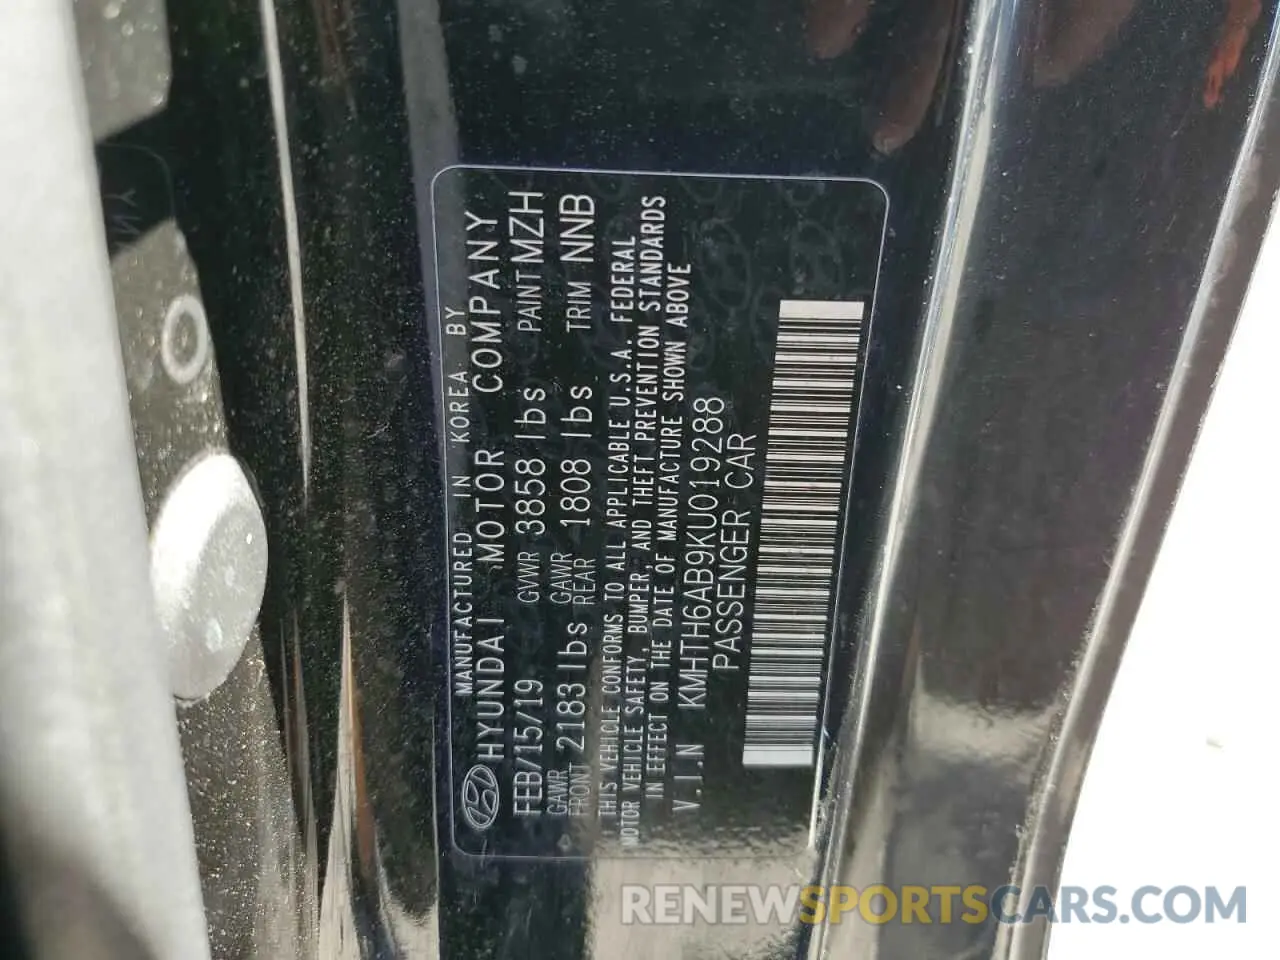 MANUFACTURED IN KOREA BY
HYUNDAI MOTOR COMPANY
FEB/15/19 GVWR 3858 lbs PAINT MZH
GAWR FRONT 2183 lbs GAWR REAR 1808 lbs TRIM NNB
THIS VEHICLE CONFORMS TO ALL APPLICABLE U.S.A. FEDERAL
MOTOR VEHICLE SAFETY, BUMPER, AND THEFT PREVENTION STANDARDS
IN EFFECT ON THE DATE OF MANUFACTURE SHOWN ABOVE
V.I.N KMHTH6AB9KU019288
PASSENGER CAR
RENEWSPORTSCARS.COM